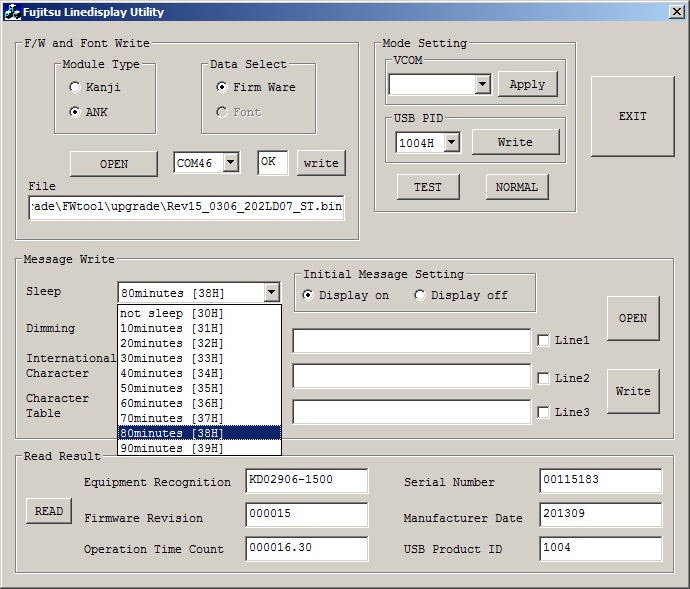 Fujitsu Linedisplay Utility
F/W and Font Write
Module Type
Kanji
ANK
Data Select
Firm Ware
Font
OPEN
COM46
OK
write
File
rade\FWtool\upgrade\Rev15_0306_202LD07_ST.bin
Mode Setting
VCOM
Apply
USB PID
1004H
Write
TEST
NORMAL
EXIT
Message Write
Sleep
80minutes [38H]
not sleep [30H]
10minutes [31H]
20minutes [32H]
30minutes [33H]
40minutes [34H]
50minutes [35H]
60minutes [36H]
70minutes [37H]
80minutes [38H]
90minutes [39H]
Dimming
International
Character
Character
Table
Initial Message Setting
Display on
Display off
Line1
Line2
Line3
OPEN
Write
Read Result
READ
Equipment Recognition
KD02906-1500
Serial Number
00115183
Firmware Revision
000015
Manufacturer Date
201309
Operation Time Count
000016.30
USB Product ID
1004